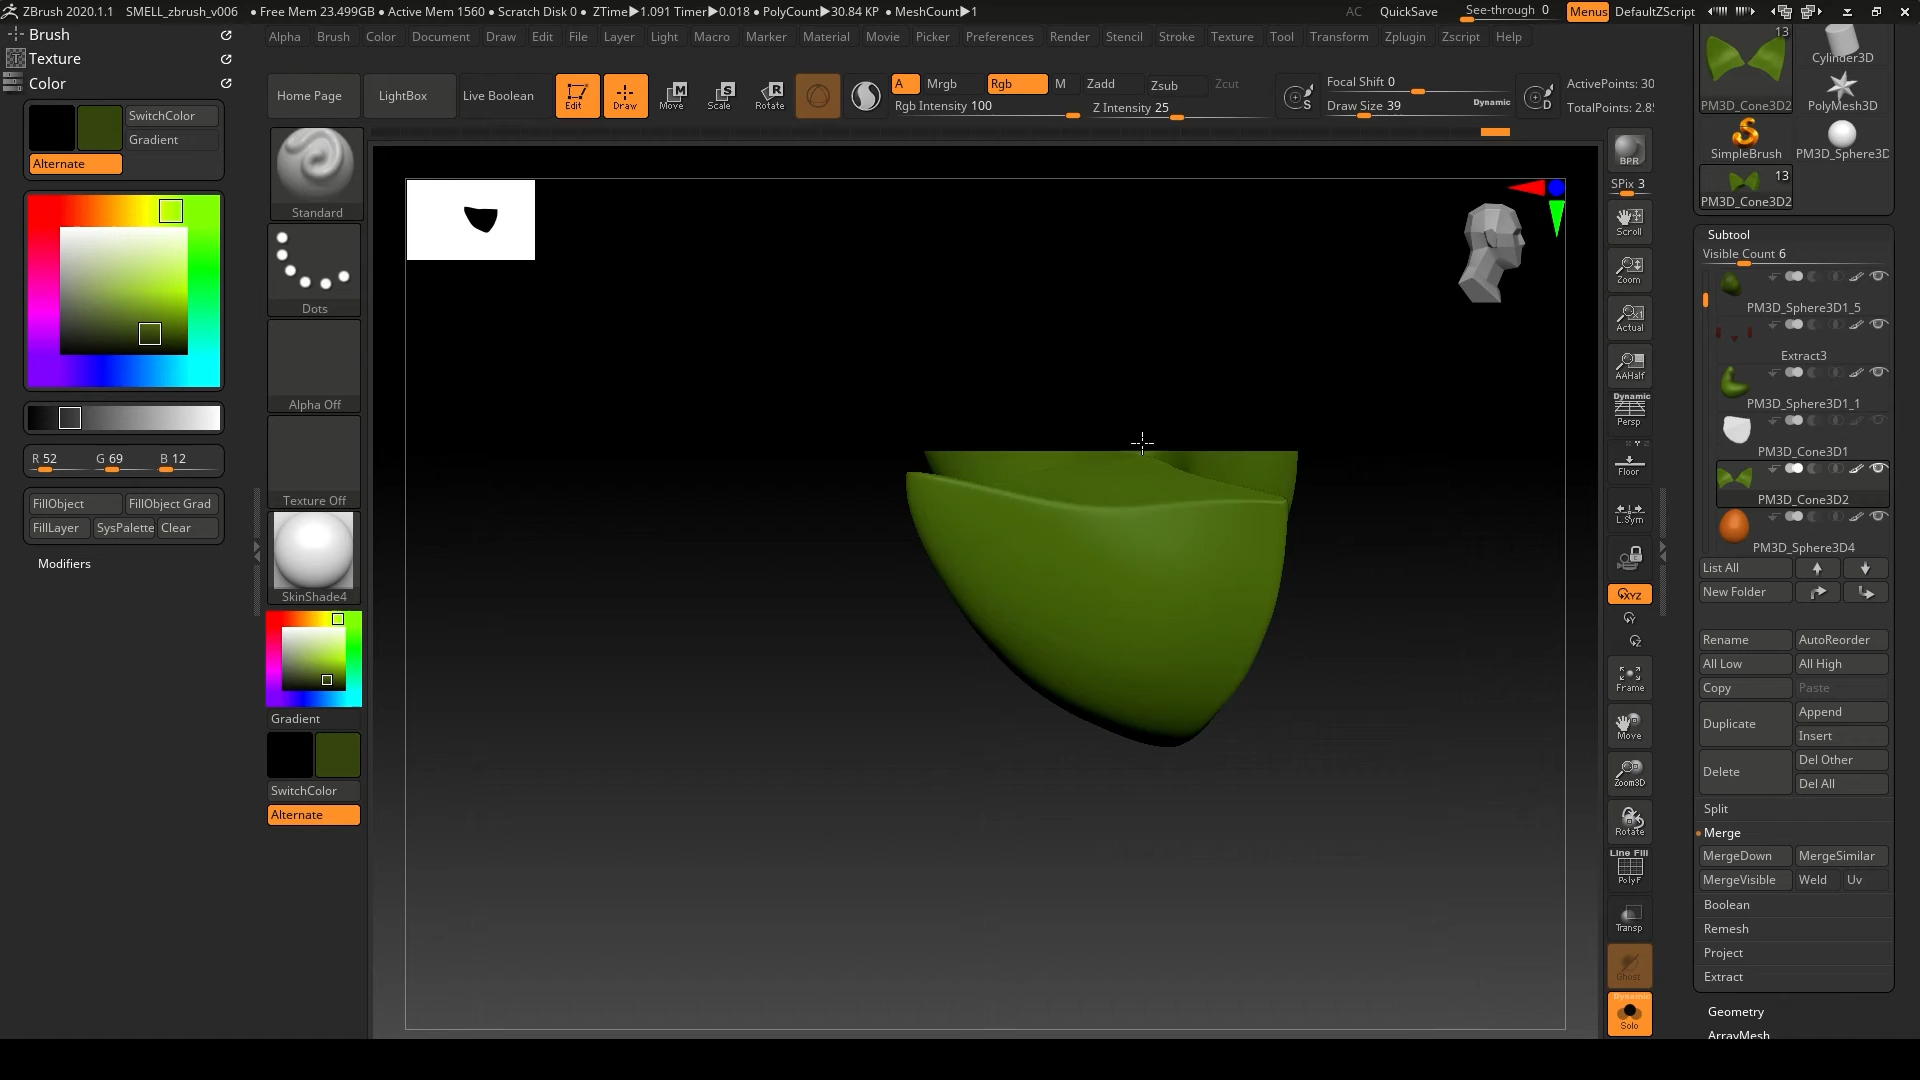 ZBrush 2020.1.1 SMELL_zbrush_v006 • Free Mem 23.499GB • Active Mem 1560 • Scratch Disk 0 • ZTime▶1.091 Timer▶0.018 • PolyCount▶30.84 KP • MeshCount▶1 AC QuickSave See-through 0 Menus DefaultZScript
Brush
Texture
Color
Alpha Brush Color Document Draw Edit File Layer Light Macro Marker Material Movie Picker Preferences Render Stencil Stroke Texture Tool Transform Zplugin Zscript Help
Home Page LightBox Live Boolean Edit Draw Move Scale Rotate
A Mrgb Rgb M Zadd Zsub Zcut
Rgb Intensity 100 Z Intensity 25
Focal Shift 0
Draw Size 39 Dynamic
ActivePoints: 30
TotalPoints: 2.8
SwitchColor
Gradient
Alternate
R 52 G 69 B 12
FillObject FillObject Grad
FillLayer SysPalette Clear
Modifiers
Standard
Dots
Alpha Off
Texture Off
SkinShade4
Gradient
SwitchColor
Alternate
BPR
SPix 3
Scroll
Zoom
Actual
AAHalf
Dynamic
Persp
Floor
L.Sym
XYZ
Y
Z
Frame
Move
Zoom3D
Rotate
Line Fill
PolyF
Transp
Ghost
Dynamic
Solo
13
PM3D_Cone3D2
Cylinder3D
PolyMesh3D
SimpleBrush
PM3D_Sphere3D
13
PM3D_Cone3D2
Subtool
Visible Count 6
PM3D_Sphere3D1_5
Extract3
PM3D_Sphere3D1_1
PM3D_Cone3D1
PM3D_Cone3D2
PM3D_Sphere3D4
List All
New Folder
Rename AutoReorder
All Low All High
Copy Paste
Duplicate Append
Insert
Delete Del Other
Del All
Split
Merge
MergeDown MergeSimilar
MergeVisible Weld Uv
Boolean
Remesh
Project
Extract
Geometry
ArrayMesh